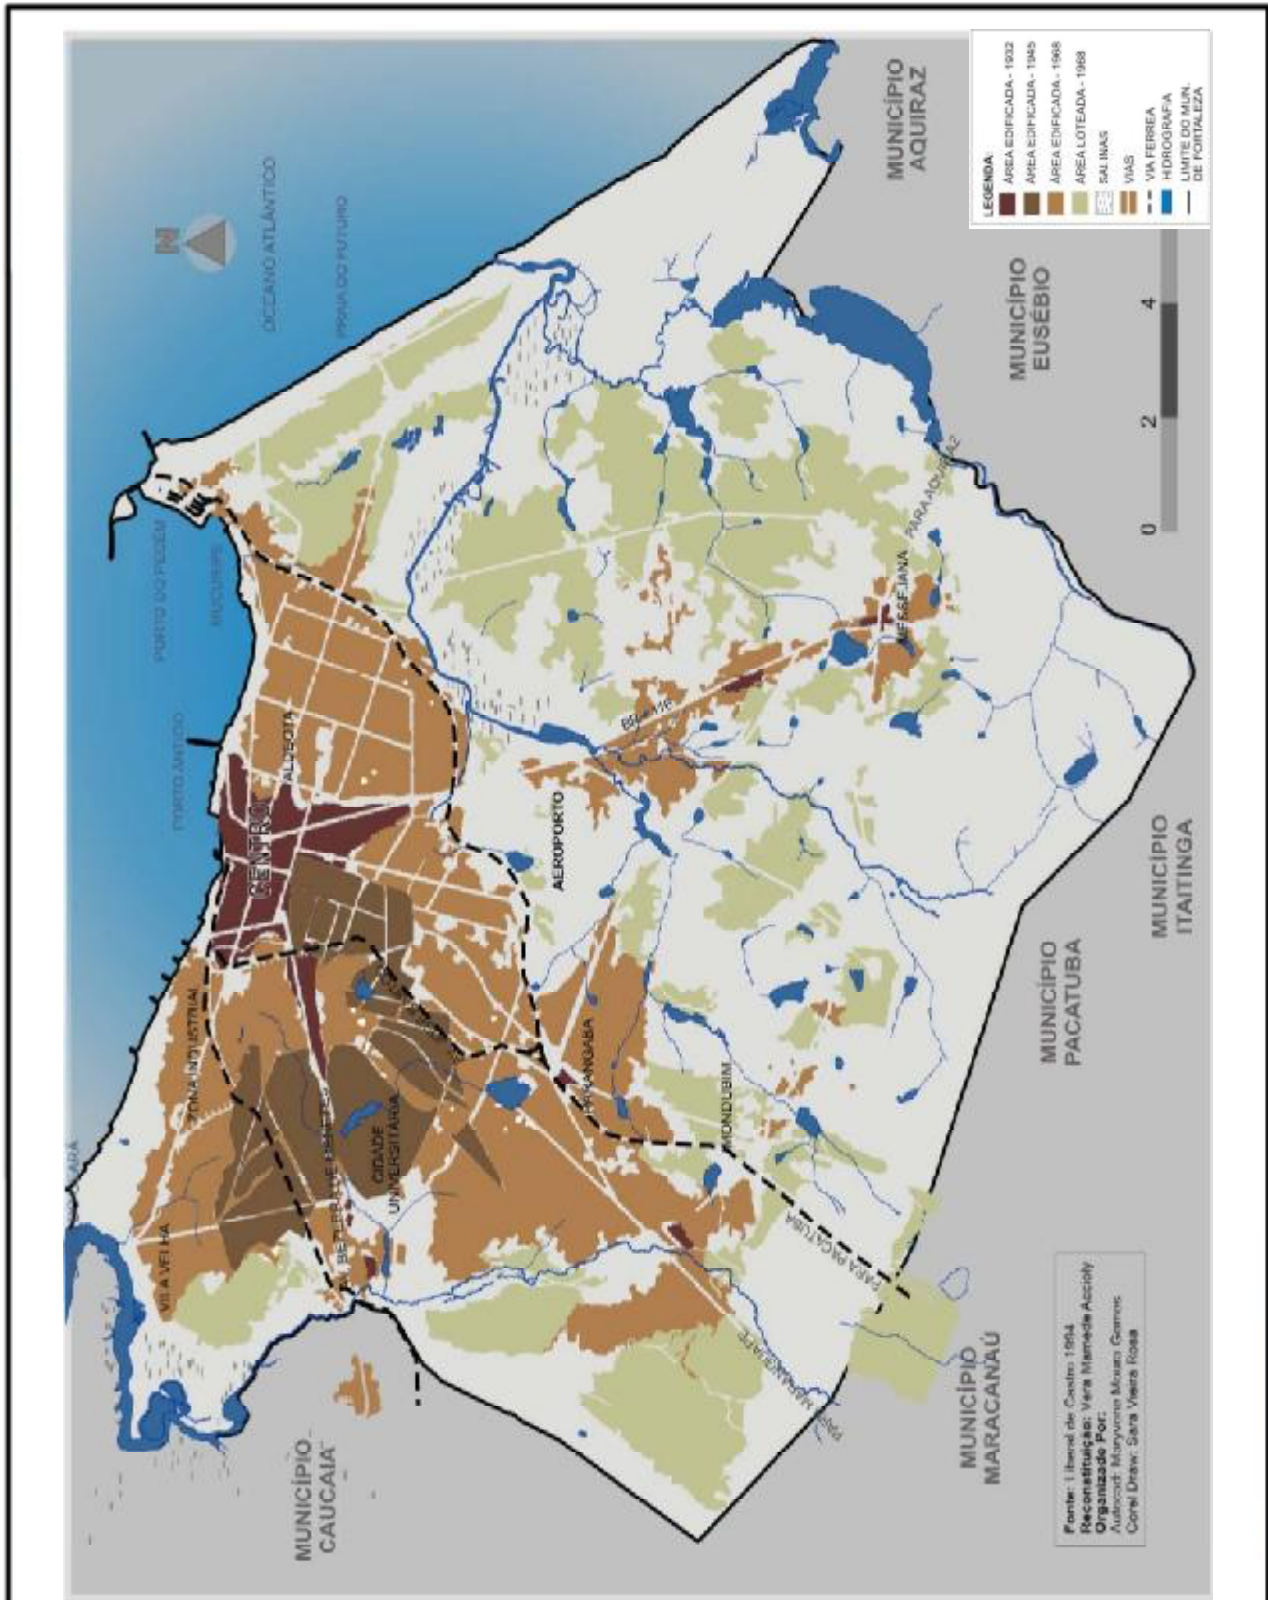 N
OCEANO ATLÂNTICO
PRAIA DO FUTURO
PORTO DO PECÉM
MUCURIPE
PORTO ANTIGO
ALDEOTA
CENTRO
ZONA INDUSTRIAL
VILA VELHA
CIDADE
UNIVERSITÁRIA
AEROPORTO
PARANGABA
MONDUBIM
BR-116
MESSEJANA
PARA AQUIRAZ
PARA PACATUBA
PARA MARANGUAPE
MUNICÍPIO
AQUIRAZ
MUNICÍPIO
EUSÉBIO
MUNICÍPIO
ITAITINGA
MUNICÍPIO
PACATUBA
MUNICÍPIO
MARACANAÚ
MUNICÍPIO
CAUCAIA
LEGENDA:
ÁREA EDIFICADA - 1932
ÁREA EDIFICADA - 1945
ÁREA EDIFICADA - 1968
ÁREA LOTEADA - 1968
SALINAS
VIAS
VIA FERREA
HIDROGRAFIA
LIMITE DO MUN.
DE FORTALEZA
0 2 4
Fonte: Liberal de Castro 1994
Reconstituição: Vera Mamede Accioly
Organizado Por:
Corel Draw: Sara Vieira Rosa